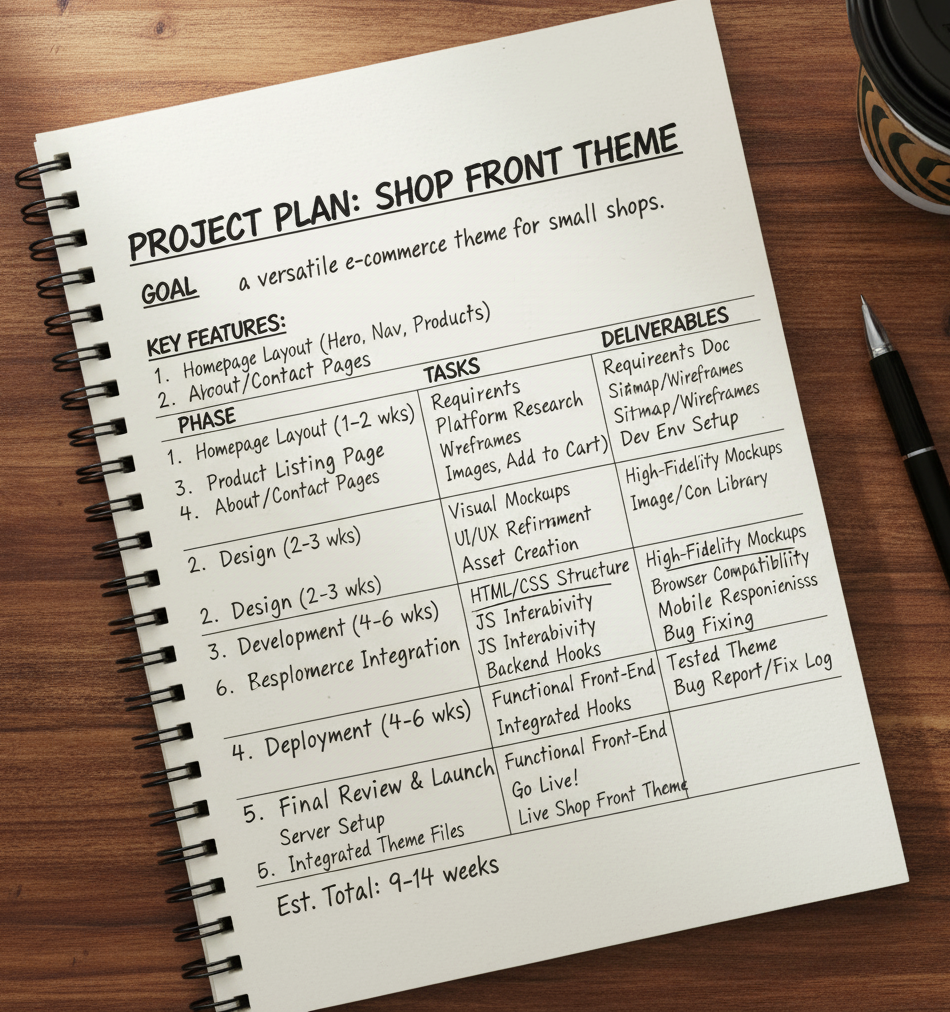 PROJECT PLAN: SHOP FRONT THEME
GOAL a versatile e-commerce theme for small shops.
KEY FEATURES:
1. Homepage Layout (Hero, Nav, Products)
2. Arcout/Contact Pages
PHASE
1. Homepage Layout (1-2 wks)
3. Product Listing Page
4. About/Contact Pages
2. Design (2-3 wks)
2. Design (2-3 wks)
3. Development (4-6 wks)
6. Resplomerce Integration
4. Deployment (4-6 wks)
5. Final Review & Launch
Server Setup
5. Integrated Theme Files
TASKS
Requirents
Platform Research
Wreframes
Images, Add to Cart)
Visual Mockups
UI/UX Refirnment
Asset Creation
HTML/CSS Structure
JS Interabivity
JS Interabivity
Backend Hooks
Functional Front-End
Integrated Hooks
Functional Front-End
Go Live!
Live Shop Front Theme
DELIVERABLES
Requireents Doc
Sitmap/Wireframes
Sitmap/Wireframes
Dev Env Setup
High-Fidelity Mockups
Image/Con Library
High-Fidelity Mockups
Browser Compatibliity
Mobile Responienisss
Bug Fixing
Tested Theme
Bug Report/Fix Log
Est. Total: 9-14 weeks